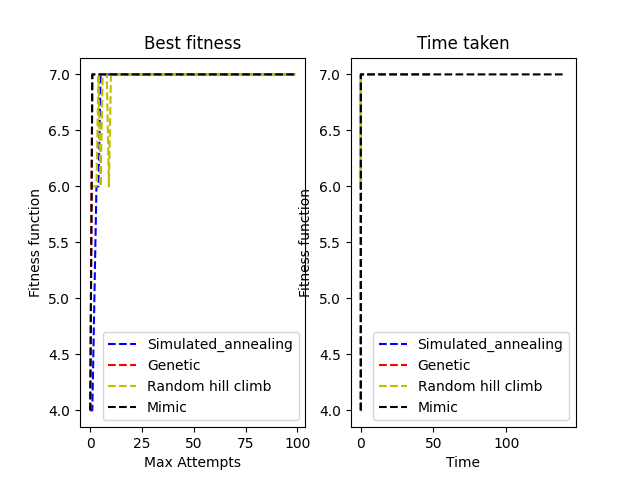 Best fitness
Fitness function
7.0
6.5
6.0
5.5
5.0
4.5
4.0
Simulated_annealing
Genetic
Random hill climb
Mimic
0
25
50
75
100
Max Attempts
Time taken
Fitness function
7.0
6.5
6.0
5.5
5.0
4.5
4.0
Simulated_annealing
Genetic
Random hill climb
Mimic
0
50
100
Time